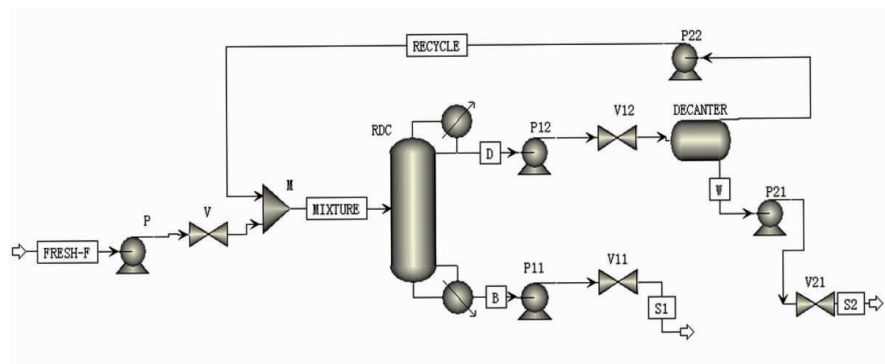 RECYCLE
P22
RDC
P12
V12
DECANTER
D
M
MIXTURE
W
P21
P
V
FRESH-F
P11
V11
B
S1
V21
S2